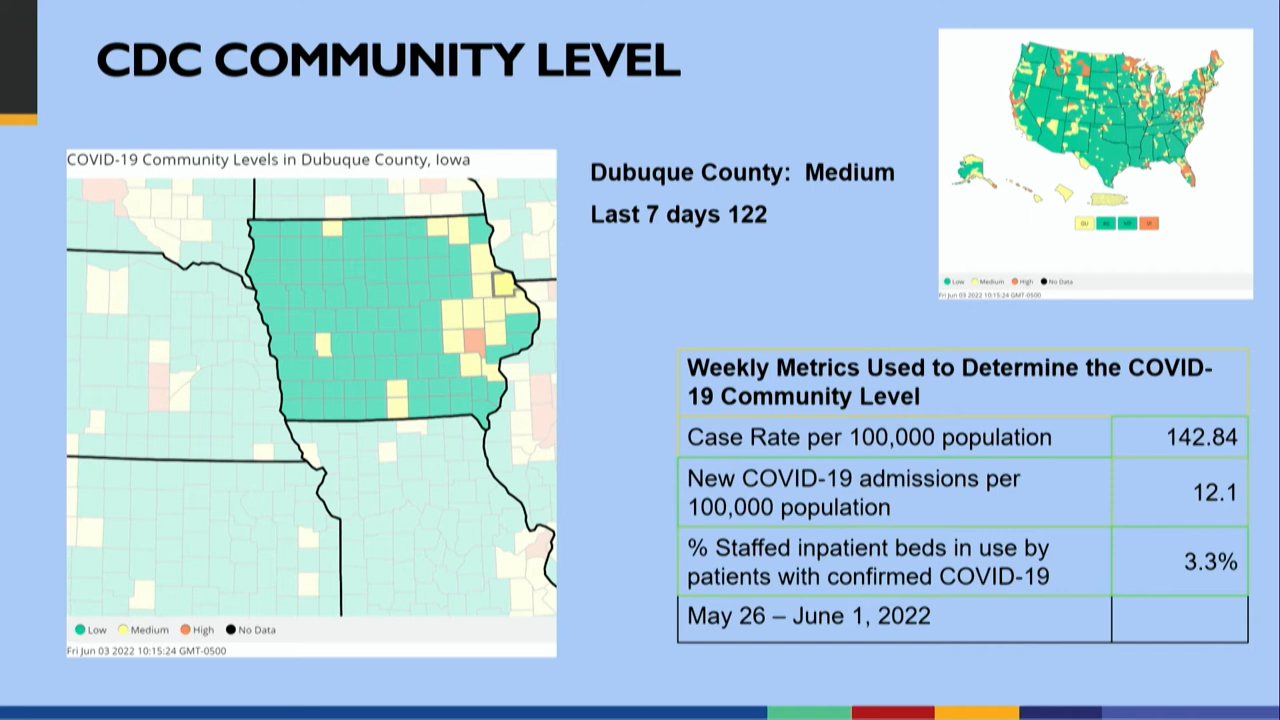 CDC COMMUNITY LEVEL
COVID-19 Community Levels in Dubuque County, Iowa
Low Medium High No Data
Fri Jun 03 2022 10:15:24 GMT-0500
Dubuque County:  Medium
Last 7 days 122
Low Medium High No Data
Fri Jun 03 2022 10:15:24 GMT-0500
Weekly Metrics Used to Determine the COVID-
19 Community Level
Case Rate per 100,000 population 142.84
New COVID-19 admissions per
100,000 population 12.1
% Staffed inpatient beds in use by
patients with confirmed COVID-19 3.3%
May 26 – June 1, 2022